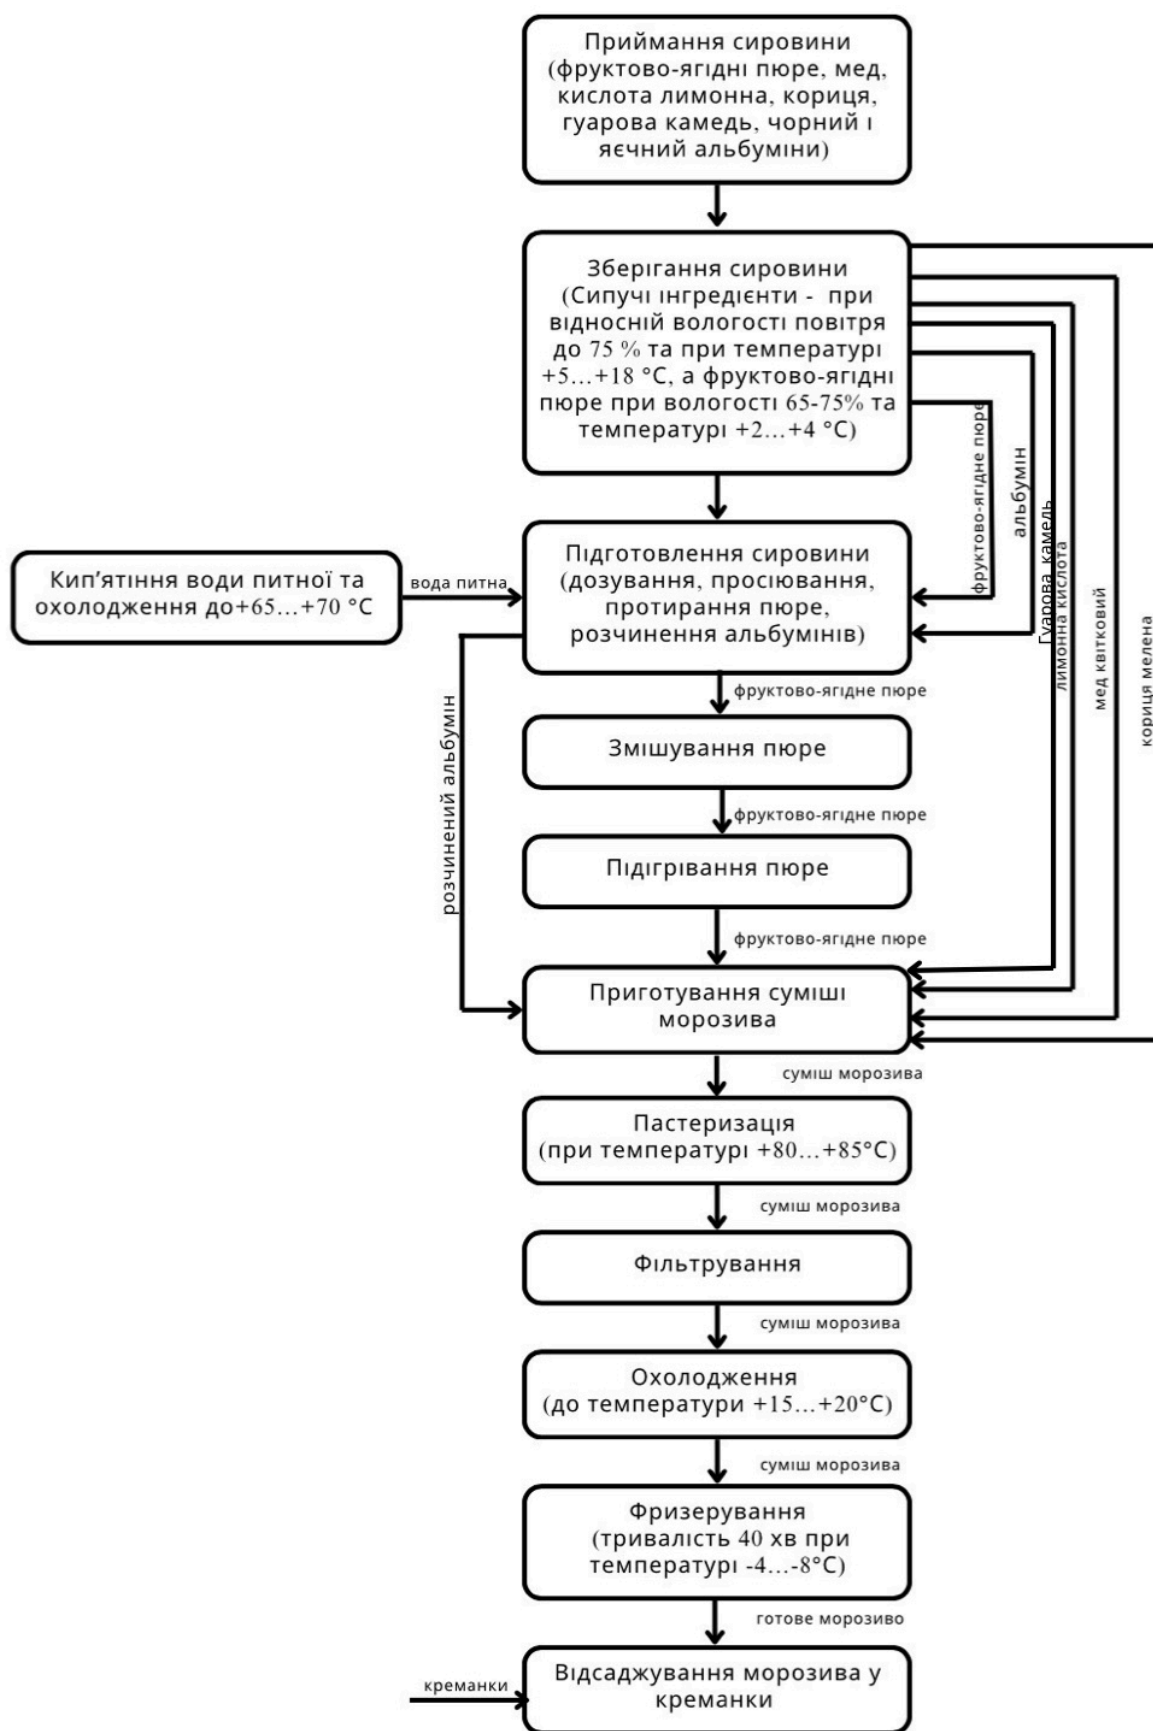 Приймання сировини
(фруктово-ягідні пюре, мед,
кислота лимонна, кориця,
гуарова камедь, чорний і
яєчний альбуміни)
Зберігання сировини
(Сипучі інгредієнти - при
відносній вологості повітря
до 75 % та при температурі
+5...+18 °C, а фруктово-ягідні
пюре при вологості 65-75% та
температурі +2...+4 °C)
фруктово-ягідне пюре
альбумін
Гуарова камедь
лимонна кислота
мед квітковий
кориця мелена
Кип'ятіння води питної та
охолодження до+65...+70 °C
вода питна
Підготовлення сировини
(дозування, просіювання,
протирання пюре,
розчинення альбумінів)
розчинений альбумін
фруктово-ягідне пюре
Змішування пюре
фруктово-ягідне пюре
Підігрівання пюре
фруктово-ягідне пюре
Приготування суміші
морозива
суміш морозива
Пастеризація
(при температурі +80...+85°C)
суміш морозива
Фільтрування
суміш морозива
Охолодження
(до температури +15...+20°C)
суміш морозива
Фризерування
(тривалість 40 хв при
температурі -4...-8°C)
готове морозиво
креманки
Відсаджування морозива у
креманки